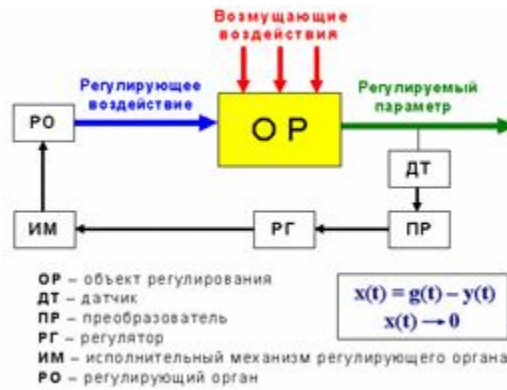 Возмущающие
воздействия
Регулирующее
воздействие
Регулируемый
параметр
РО
ОР
ДТ
ИМ
РГ
ПР
ОР – объект регулирования
ДТ – датчик
ПР – преобразователь
РГ – регулятор
ИМ – исполнительный механизм регулирующего органа
РО – регулирующий орган
x(t) = g(t) – y(t)
x(t) → 0